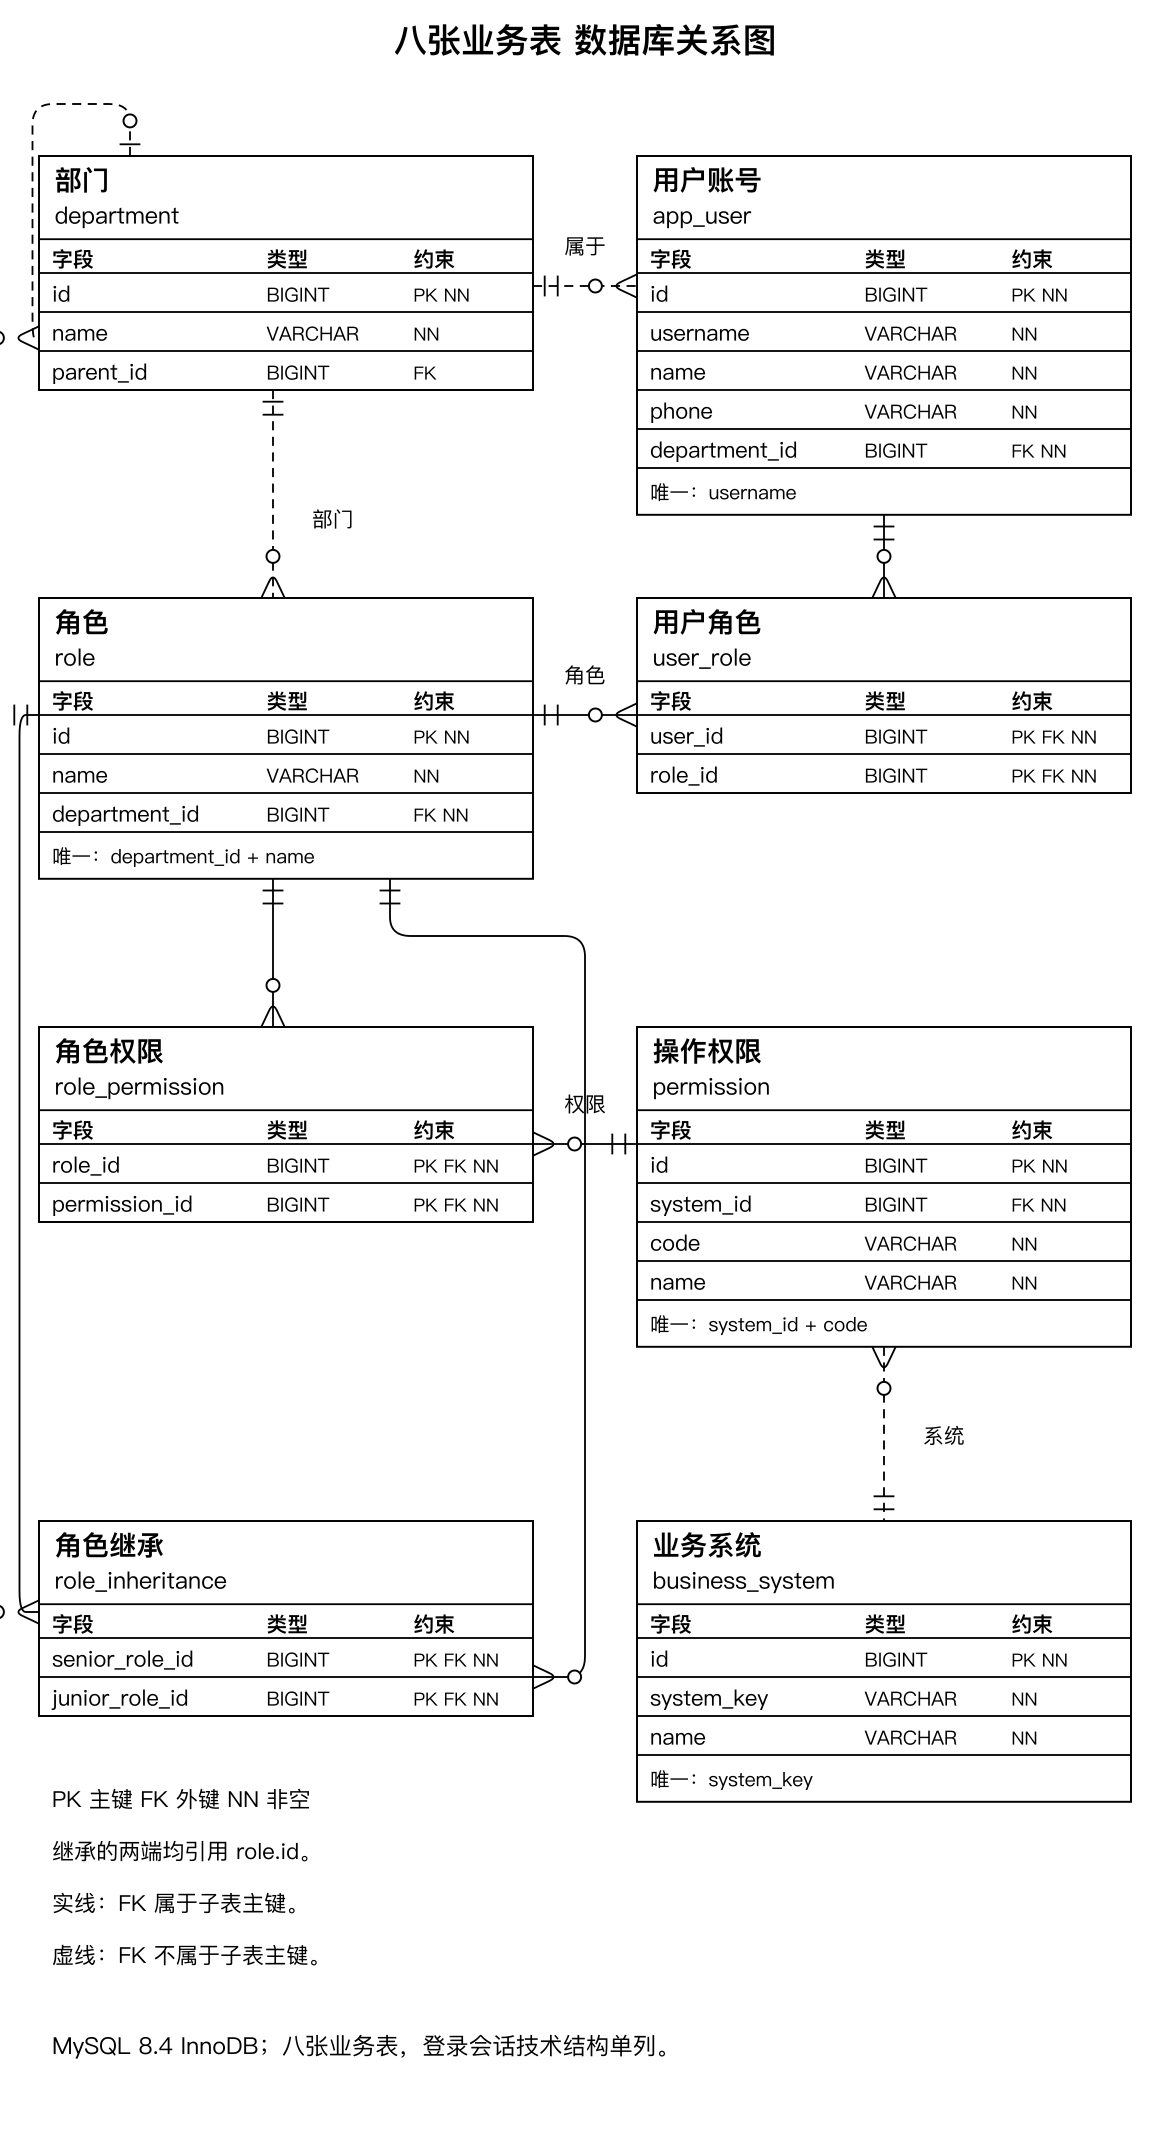 八张业务表 数据库关系图
部门
department
字段 类型 约束
id BIGINT PK NN
name VARCHAR NN
parent_id BIGINT FK
属于
用户账号
app_user
字段 类型 约束
id BIGINT PK NN
username VARCHAR NN
name VARCHAR NN
phone VARCHAR NN
department_id BIGINT FK NN
唯一：username
部门
角色
role
字段 类型 约束
id BIGINT PK NN
name VARCHAR NN
department_id BIGINT FK NN
唯一：department_id + name
角色
用户角色
user_role
字段 类型 约束
user_id BIGINT PK FK NN
role_id BIGINT PK FK NN
角色权限
role_permission
字段 类型 约束
role_id BIGINT PK FK NN
permission_id BIGINT PK FK NN
权限
操作权限
permission
字段 类型 约束
id BIGINT PK NN
system_id BIGINT FK NN
code VARCHAR NN
name VARCHAR NN
唯一：system_id + code
系统
角色继承
role_inheritance
字段 类型 约束
senior_role_id BIGINT PK FK NN
junior_role_id BIGINT PK FK NN
业务系统
business_system
字段 类型 约束
id BIGINT PK NN
system_key VARCHAR NN
name VARCHAR NN
唯一：system_key
PK 主键 FK 外键 NN 非空
继承的两端均引用 role.id。
实线：FK 属于子表主键。
虚线：FK 不属于子表主键。
MySQL 8.4 InnoDB；八张业务表，登录会话技术结构单列。